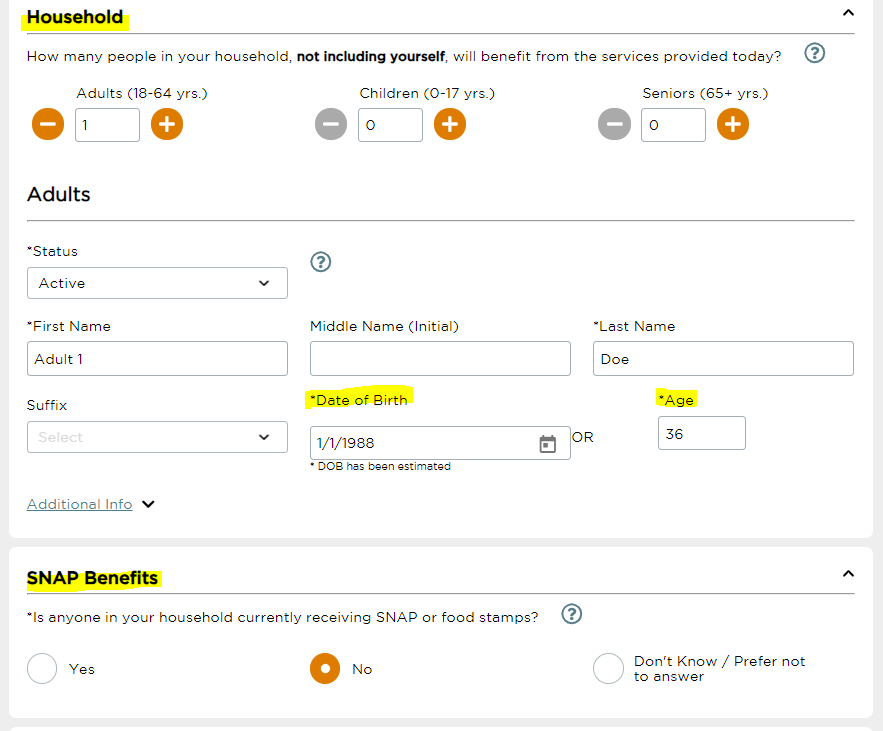 Household
How many people in your household, not including yourself, will benefit from the services provided today? ?
Adults (18-64 yrs.) Children (0-17 yrs.) Seniors (65+ yrs.)
1 0 0
Adults
*Status
?
Active
*First Name Middle Name (Initial) *Last Name
Adult 1 Doe
Suffix *Date of Birth *Age
Select 1/1/1988 OR 36
* DOB has been estimated
Additional Info
SNAP Benefits
*Is anyone in your household currently receiving SNAP or food stamps? ?
Yes No Don't Know / Prefer not
to answer